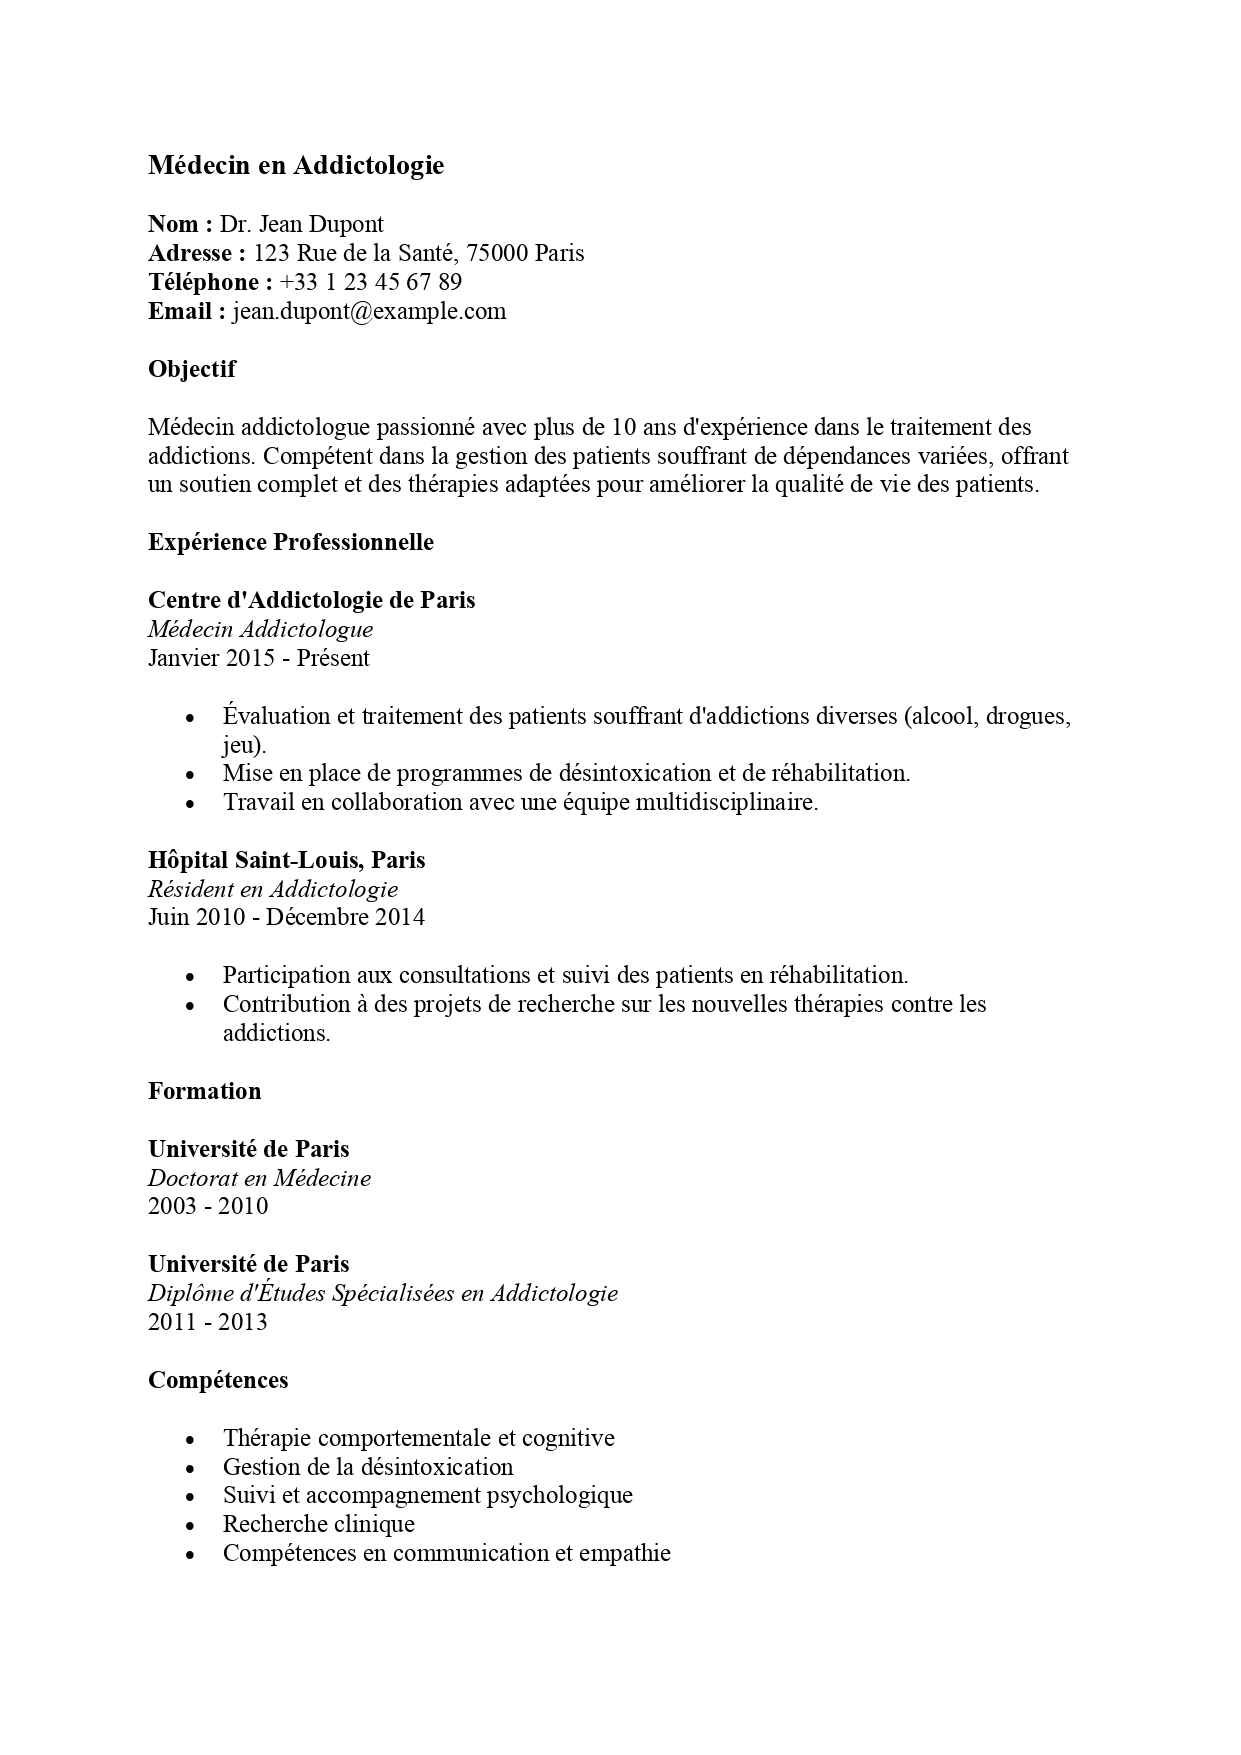 Médecin en Addictologie
Nom : Dr. Jean Dupont
Adresse : 123 Rue de la Santé, 75000 Paris
Téléphone : +33 1 23 45 67 89
Email : jean.dupont@example.com
Objectif
Médecin addictologue passionné avec plus de 10 ans d'expérience dans le traitement des
addictions. Compétent dans la gestion des patients souffrant de dépendances variées, offrant
un soutien complet et des thérapies adaptées pour améliorer la qualité de vie des patients.
Expérience Professionnelle
Centre d'Addictologie de Paris
Médecin Addictologue
Janvier 2015 - Présent
• Évaluation et traitement des patients souffrant d'addictions diverses (alcool, drogues,
jeu).
• Mise en place de programmes de désintoxication et de réhabilitation.
• Travail en collaboration avec une équipe multidisciplinaire.
Hôpital Saint-Louis, Paris
Résident en Addictologie
Juin 2010 - Décembre 2014
• Participation aux consultations et suivi des patients en réhabilitation.
• Contribution à des projets de recherche sur les nouvelles thérapies contre les
addictions.
Formation
Université de Paris
Doctorat en Médecine
2003 - 2010
Université de Paris
Diplôme d'Études Spécialisées en Addictologie
2011 - 2013
Compétences
• Thérapie comportementale et cognitive
• Gestion de la désintoxication
• Suivi et accompagnement psychologique
• Recherche clinique
• Compétences en communication et empathie